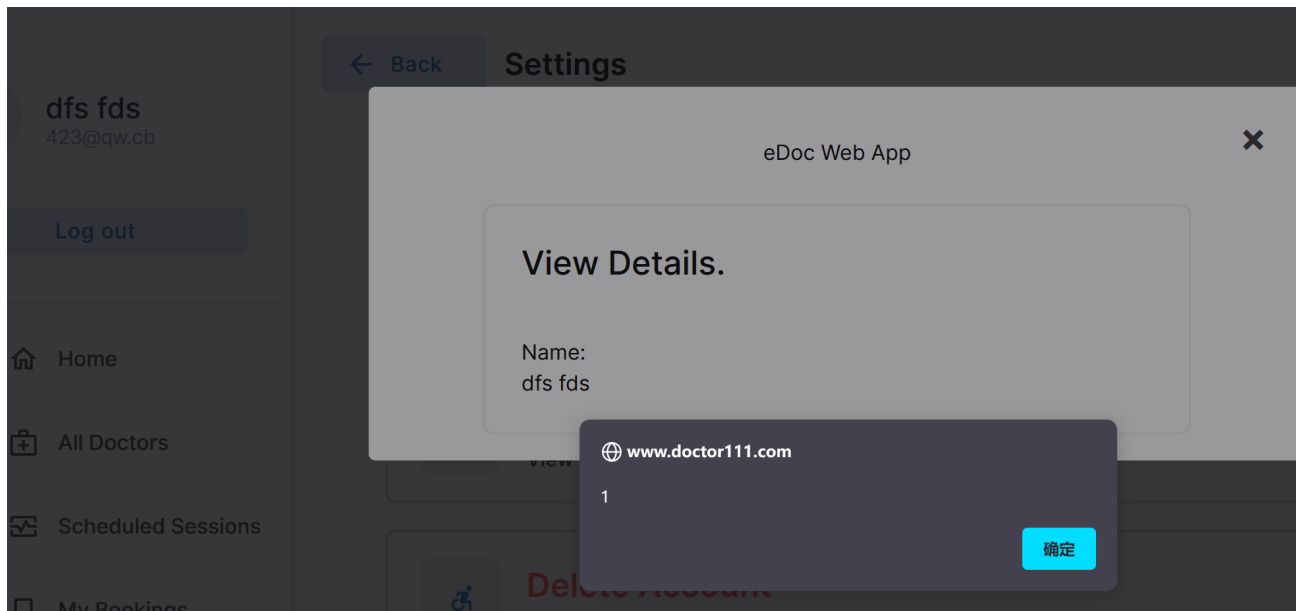 Back
Settings
dfs fds
423@qw.cb
Log out
Home
All Doctors
Scheduled Sessions
My Bookings
eDoc Web App
View Details.
Name:
dfs fds
View
www.doctor111.com
1
确定
Delete Account